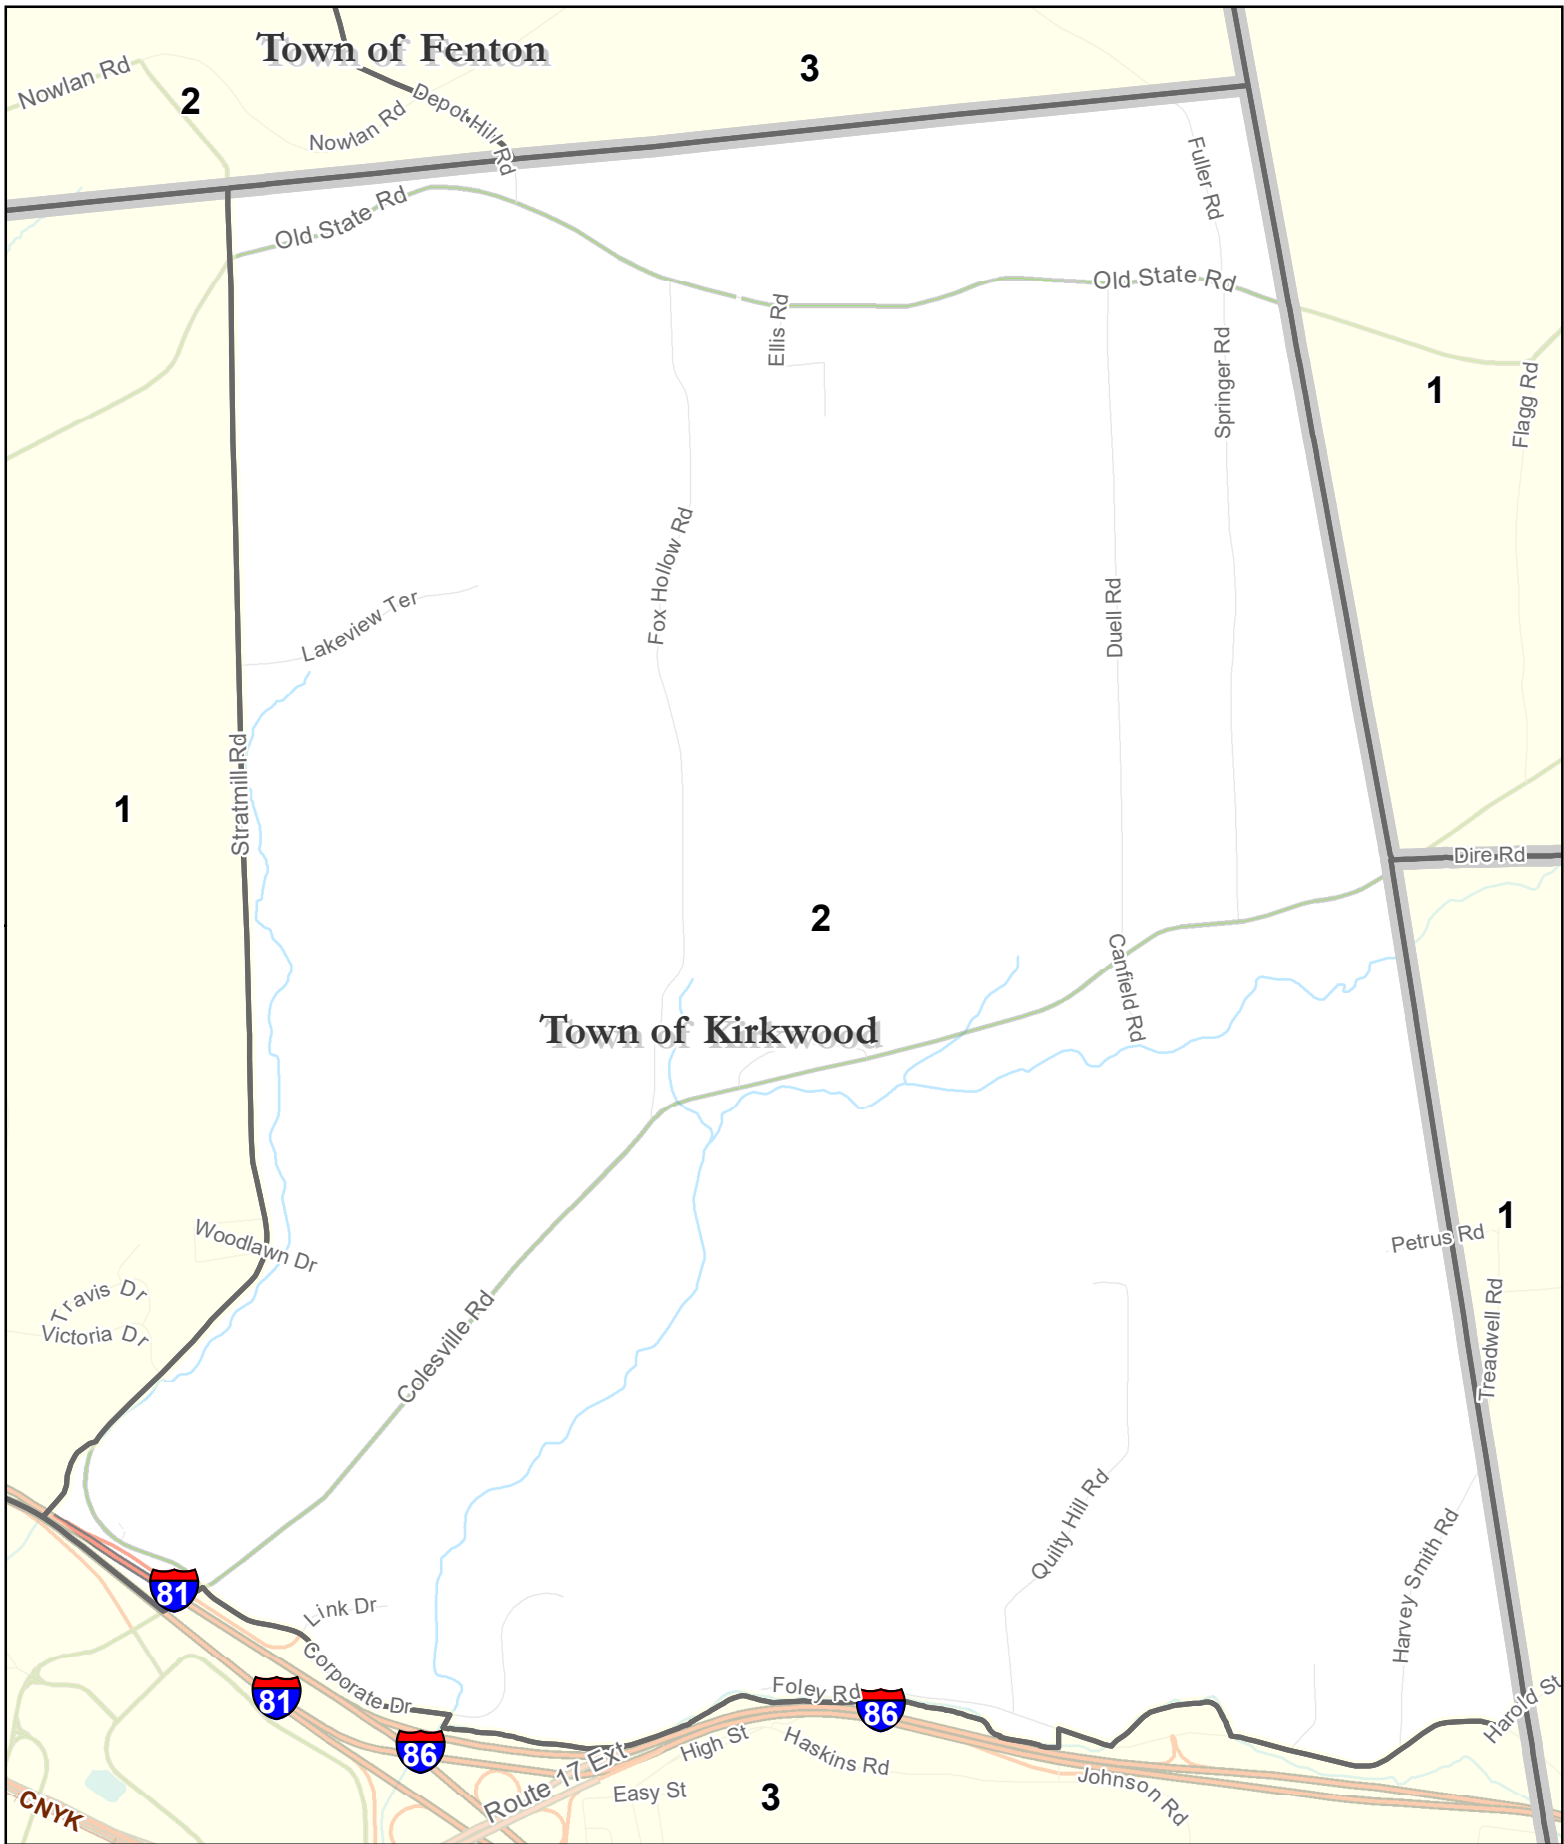 Town of Fenton
3
Nowlan Rd
2
Depot Hill Rd
Nowlan Rd
Fuller Rd
Old State Rd
Old State Rd
Ellis Rd
Springer Rd
1
Flagg Rd
Fox Hollow Rd
Duell Rd
Lakeview Ter
Stratmill Rd
1
Dire Rd
2
Canfield Rd
Town of Kirkwood
1
Petrus Rd
Woodlawn Dr
Travis Dr
Victoria Dr
Treadwell Rd
Colesville Rd
Quilty Hill Rd
Harvey Smith Rd
81
Link Dr
Corporate Dr
81
Foley Rd
86
Harold St
86
High St
Haskins Rd
Route 17 Ext
Easy St
3
Johnson Rd
CNYK